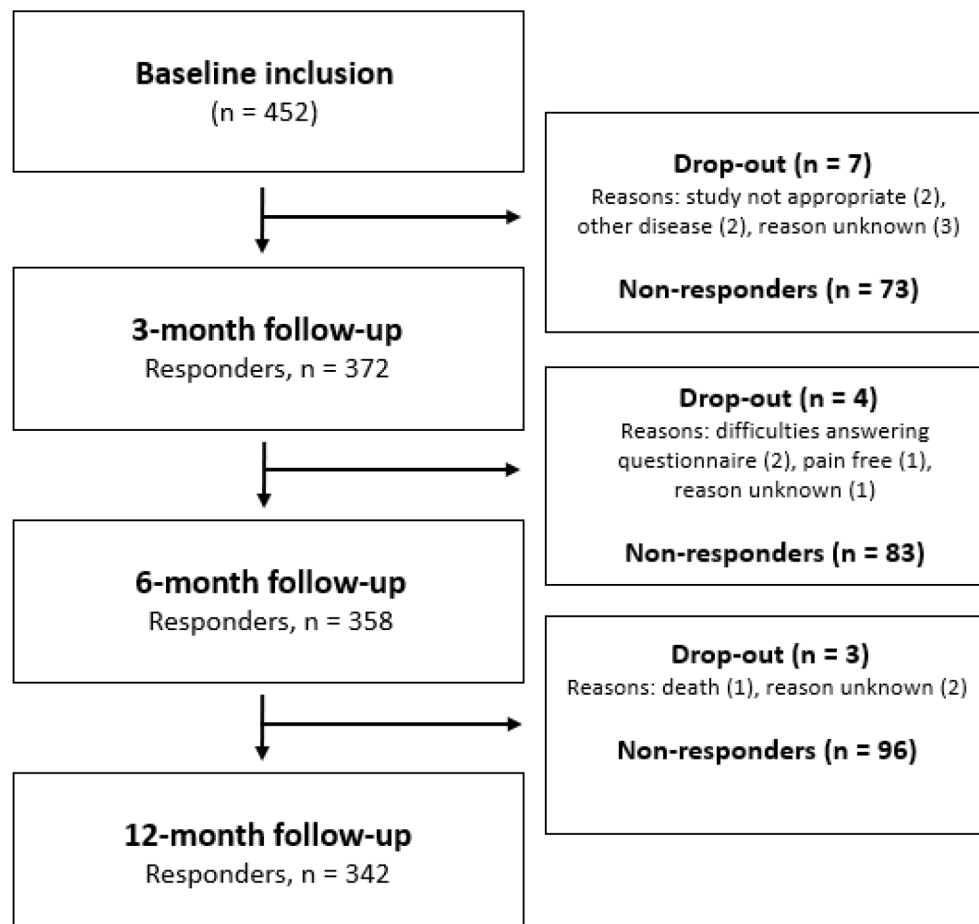 Baseline inclusion
(n = 452)
Drop-out (n = 7)
Reasons: study not appropriate (2),
other disease (2), reason unknown (3)
Non-responders (n = 73)
3-month follow-up
Responders, n = 372
Drop-out (n = 4)
Reasons: difficulties answering
questionnaire (2), pain free (1),
reason unknown (1)
Non-responders (n = 83)
6-month follow-up
Responders, n = 358
Drop-out (n = 3)
Reasons: death (1), reason unknown (2)
Non-responders (n = 96)
12-month follow-up
Responders, n = 342